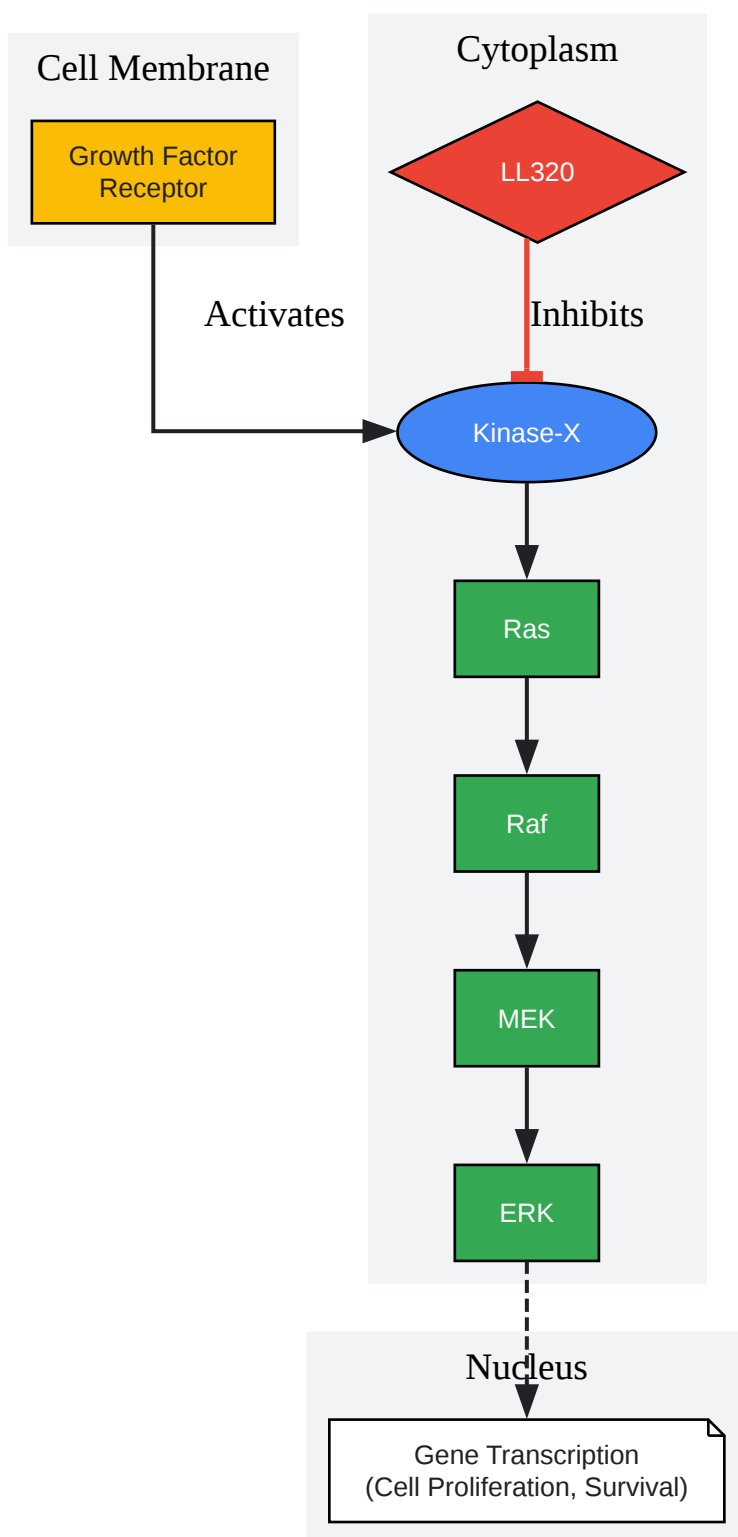 Cell Membrane
Growth Factor
Receptor
Cytoplasm
LL320
Activates
Inhibits
Kinase-X
Ras
Raf
MEK
ERK
Nucleus
Gene Transcription
(Cell Proliferation, Survival)